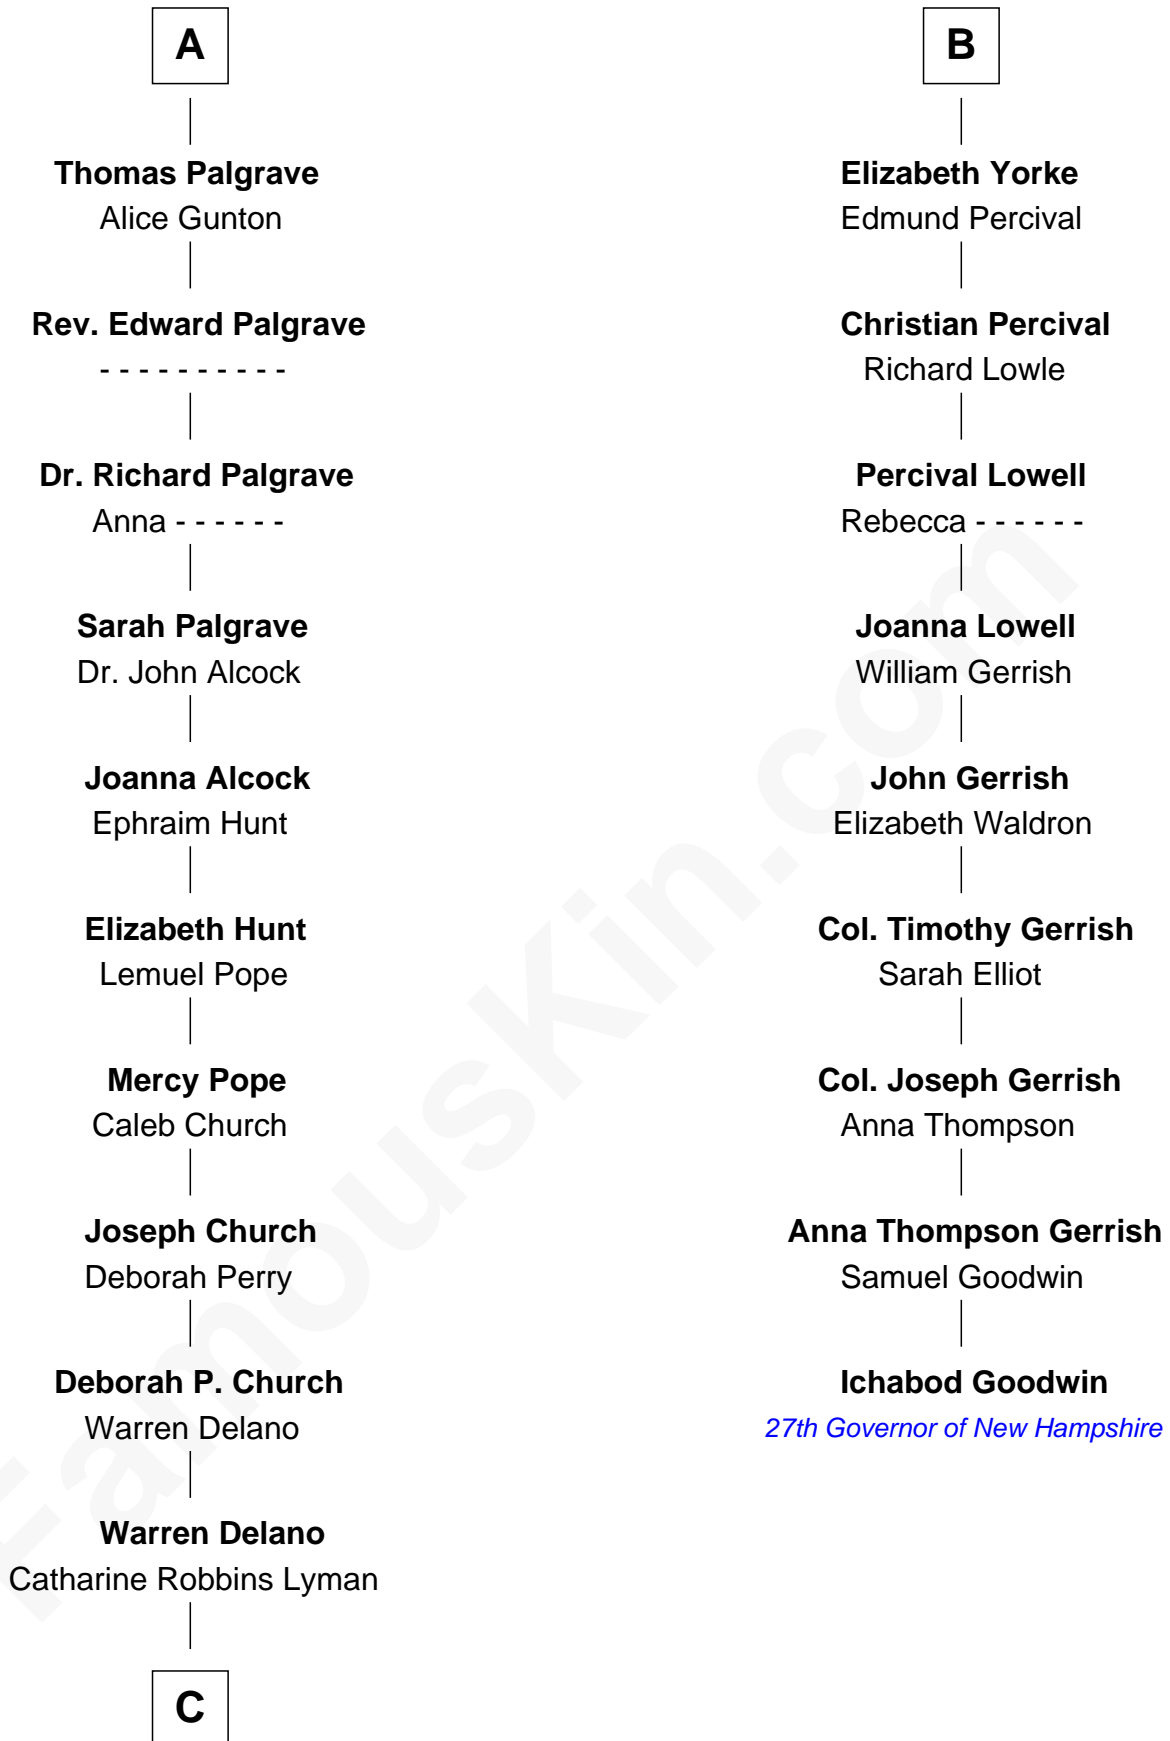 A
Thomas Palgrave
Alice Gunton
Rev. Edward Palgrave
- - - - - - - - - -
Dr. Richard Palgrave
Anna - - - - - -
Sarah Palgrave
Dr. John Alcock
Joanna Alcock
Ephraim Hunt
Elizabeth Hunt
Lemuel Pope
Mercy Pope
Caleb Church
Joseph Church
Deborah Perry
Deborah P. Church
Warren Delano
Warren Delano
Catharine Robbins Lyman
C
B
Elizabeth Yorke
Edmund Percival
Christian Percival
Richard Lowle
Percival Lowell
Rebecca - - - - - -
Joanna Lowell
William Gerrish
John Gerrish
Elizabeth Waldron
Col. Timothy Gerrish
Sarah Elliot
Col. Joseph Gerrish
Anna Thompson
Anna Thompson Gerrish
Samuel Goodwin
Ichabod Goodwin
27th Governor of New Hampshire
FamousKin.com